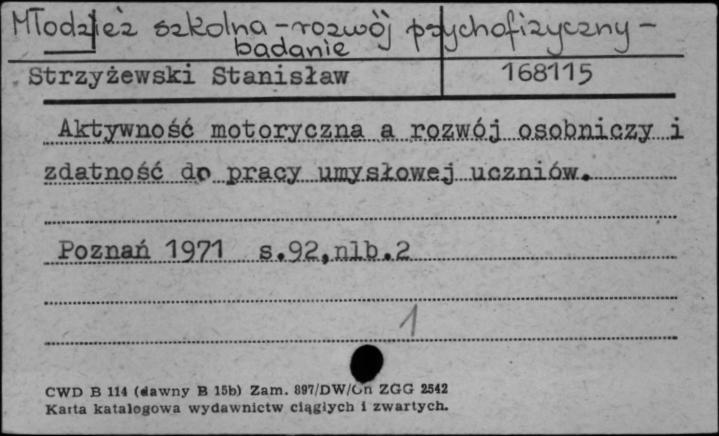 Młodzież szkolna - rozwój psychofizyczny -
badanie
Strzyżewski Stanisław 168115
Aktywność motoryczna a rozwój osobniczy i
zdatność do pracy umysłowej uczniów.
Poznań 1971 s.92,nlb.2
1
CWD B 114 (dawny B 15b) Zam. 897/DW/Gn ZGG 2542
Karta katalogowa wydawnictw ciągłych i zwartych.